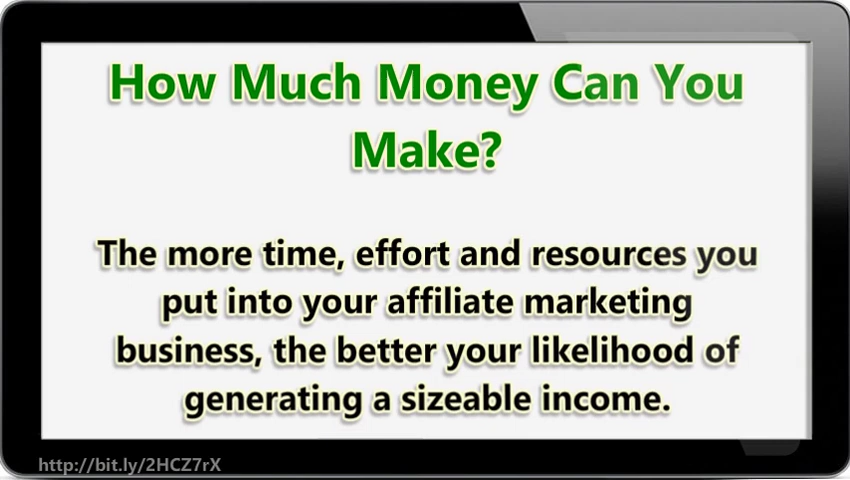 How Much Money Can You
Make?
The more time, effort and resources you
put into your affiliate marketing
business, the better your likelihood of
generating a sizeable income.
http://bit.ly/2HCZ7rX